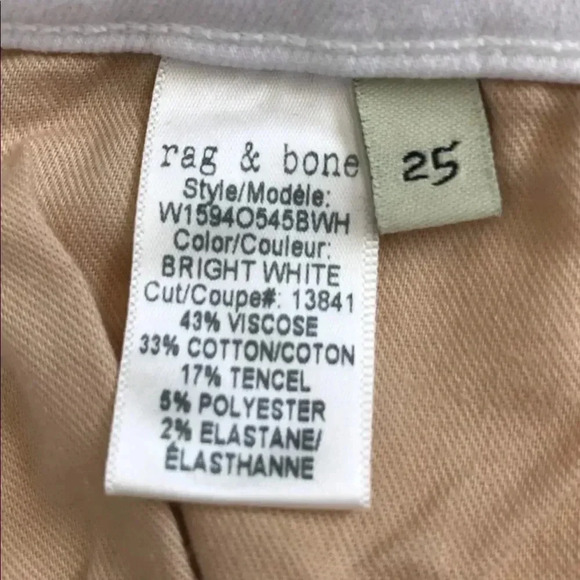 rag & bone
Style/Modèle:
W1594O545BWH
Color/Couleur:
BRIGHT WHITE
Cut/Coupe#: 13841
43% VISCOSE
33% COTTON/COTON
17% TENCEL
5% POLYESTER
2% ELASTANE/
ÉLASTHANNE
25